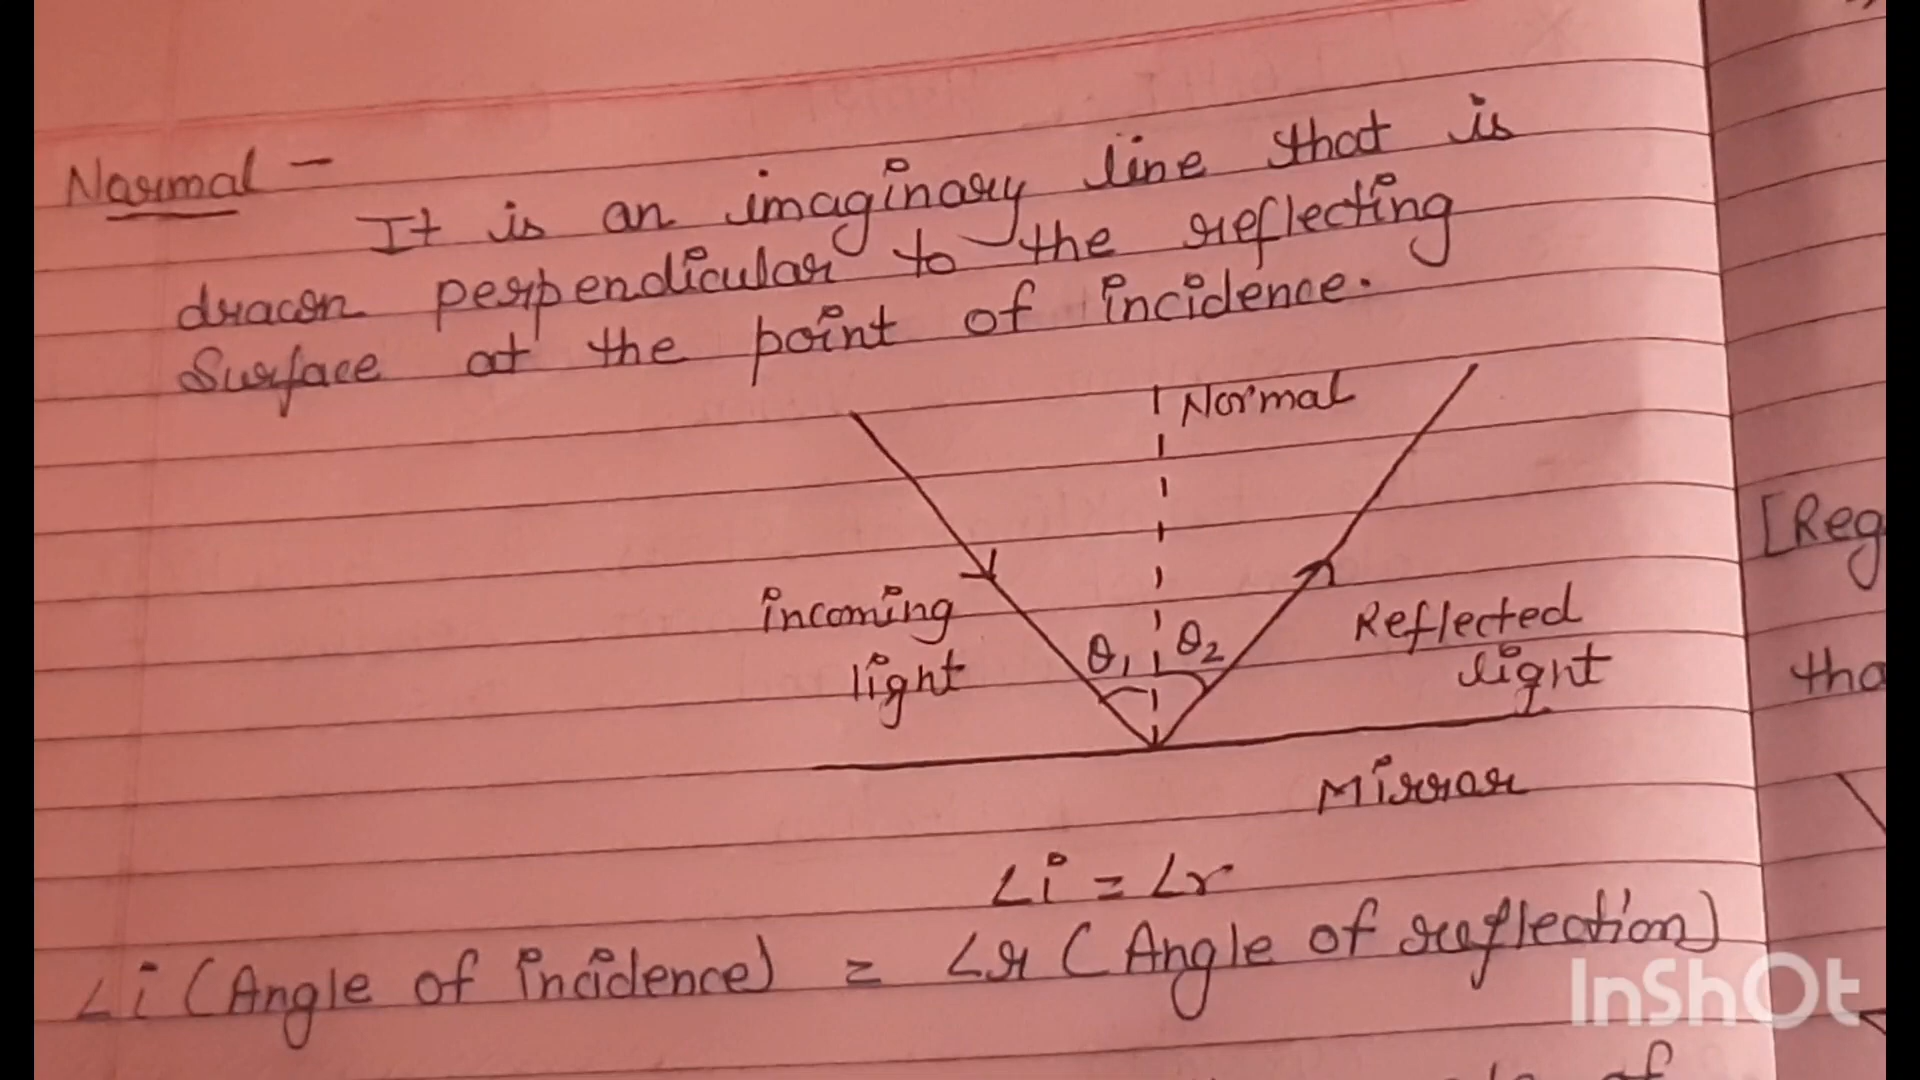 Normal -
It is an imaginary line that is
drawn perpendicular to the reflecting
Surface at the point of incidence.
Normal
incoming
light
θ1 θ2
Reflected
light
Mirror
∠i = ∠r
∠i (Angle of incidence) = ∠r (Angle of reflection)
of
[Reg
tha
InShOt